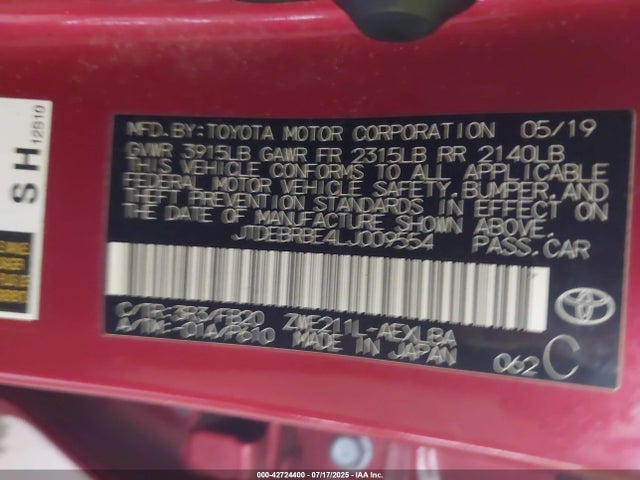 MFD.BY:TOYOTA MOTOR CORPORATION 05/19
GVWR 3915LB GAWR FR 2315LB RR 2140LB
THIS VEHICLE CONFORMS TO ALL APPLICABLE
FEDERAL MOTOR VEHICLE SAFETY,BUMPER,AND
THEFT PREVENTION STANDARDS IN EFFECT ON
THE DATE OF MANUFACTURE SHOWN ABOVE.
JTDEBRBE4LJ009554 PASS.CAR
C/TR-3R3/FB20 ZWE211L-AEXLBA
A/TM-01A/P610 MADE IN JAPAN
062 C
SH
12S10
000-42724400 - 07/17/2025 - IAA Inc.